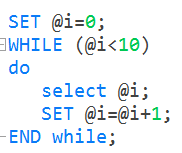 SET @i=0;
WHILE (@i<10)
do
select @i;
SET @i=@i+1;
END while;